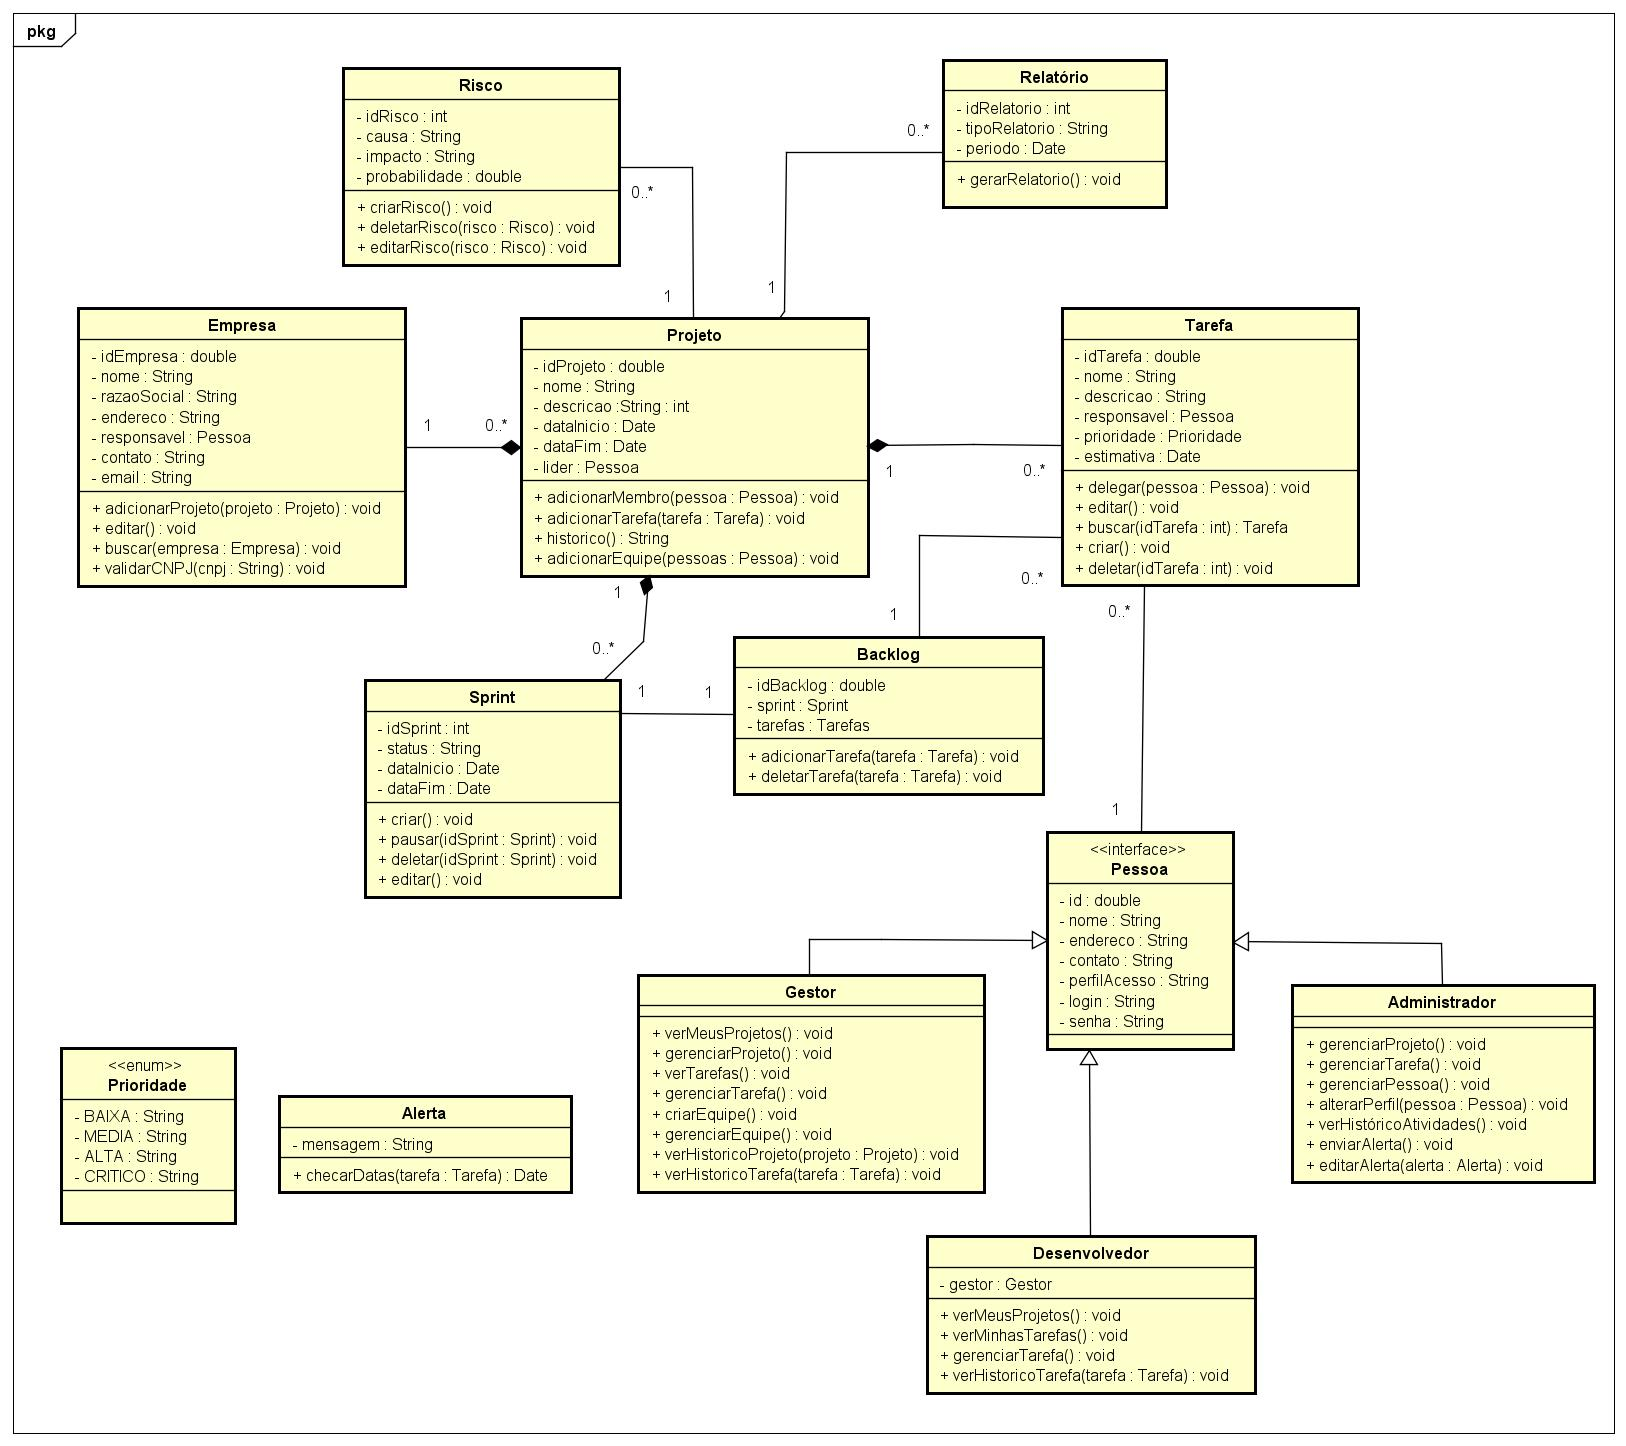 pkg
Risco
- idRisco : int
- causa : String
- impacto : String
- probabilidade : double
+ criarRisco() : void
+ deletarRisco(risco : Risco) : void
+ editarRisco(risco : Risco) : void
0..*
1
Relatório
- idRelatorio : int
- tipoRelatorio : String
- periodo : Date
+ gerarRelatorio() : void
0..*
1
Empresa
- idEmpresa : double
- nome : String
- razaoSocial : String
- endereco : String
- responsavel : Pessoa
- contato : String
- email : String
+ adicionarProjeto(projeto : Projeto) : void
+ editar() : void
+ buscar(empresa : Empresa) : void
+ validarCNPJ(cnpj : String) : void
1
0..*
Projeto
- idProjeto : double
- nome : String
- descricao :String : int
- dataInicio : Date
- dataFim : Date
- lider : Pessoa
+ adicionarMembro(pessoa : Pessoa) : void
+ adicionarTarefa(tarefa : Tarefa) : void
+ historico() : String
+ adicionarEquipe(pessoas : Pessoa) : void
1
0..*
Tarefa
- idTarefa : double
- nome : String
- descricao : String
- responsavel : Pessoa
- prioridade : Prioridade
- estimativa : Date
+ delegar(pessoa : Pessoa) : void
+ editar() : void
+ buscar(idTarefa : int) : Tarefa
+ criar() : void
+ deletar(idTarefa : int) : void
1
0..*
0..*
1
0..*
1
Sprint
- idSprint : int
- status : String
- dataInicio : Date
- dataFim : Date
+ criar() : void
+ pausar(idSprint : Sprint) : void
+ deletar(idSprint : Sprint) : void
+ editar() : void
1
1
Backlog
- idBacklog : double
- sprint : Sprint
- tarefas : Tarefas
+ adicionarTarefa(tarefa : Tarefa) : void
+ deletarTarefa(tarefa : Tarefa) : void
<<interface>>
Pessoa
- id : double
- nome : String
- endereco : String
- contato : String
- perfilAcesso : String
- login : String
- senha : String
Gestor
+ verMeusProjetos() : void
+ gerenciarProjeto() : void
+ verTarefas() : void
+ gerenciarTarefa() : void
+ criarEquipe() : void
+ gerenciarEquipe() : void
+ verHistoricoProjeto(projeto : Projeto) : void
+ verHistoricoTarefa(tarefa : Tarefa) : void
Administrador
+ gerenciarProjeto() : void
+ gerenciarTarefa() : void
+ gerenciarPessoa() : void
+ alterarPerfil(pessoa : Pessoa) : void
+ verHistóricoAtividades() : void
+ enviarAlerta() : void
+ editarAlerta(alerta : Alerta) : void
<<enum>>
Prioridade
- BAIXA : String
- MEDIA : String
- ALTA : String
- CRITICO : String
Alerta
- mensagem : String
+ checarDatas(tarefa : Tarefa) : Date
Desenvolvedor
- gestor : Gestor
+ verMeusProjetos() : void
+ verMinhasTarefas() : void
+ gerenciarTarefa() : void
+ verHistoricoTarefa(tarefa : Tarefa) : void